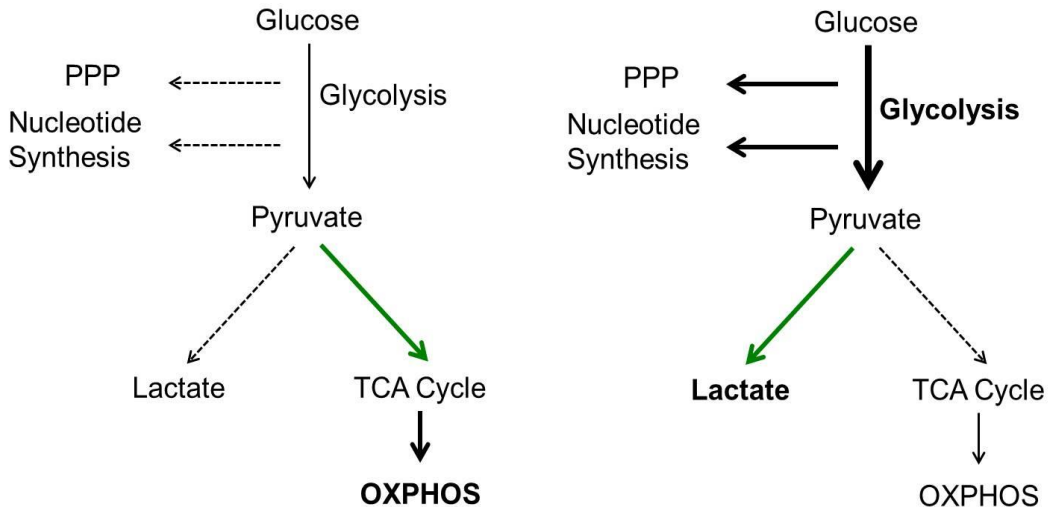 Glucose
PPP
Glycolysis
Nucleotide
Synthesis
Pyruvate
Lactate
TCA Cycle
OXPHOS
Glucose
PPP
Glycolysis
Nucleotide
Synthesis
Pyruvate
Lactate
TCA Cycle
OXPHOS